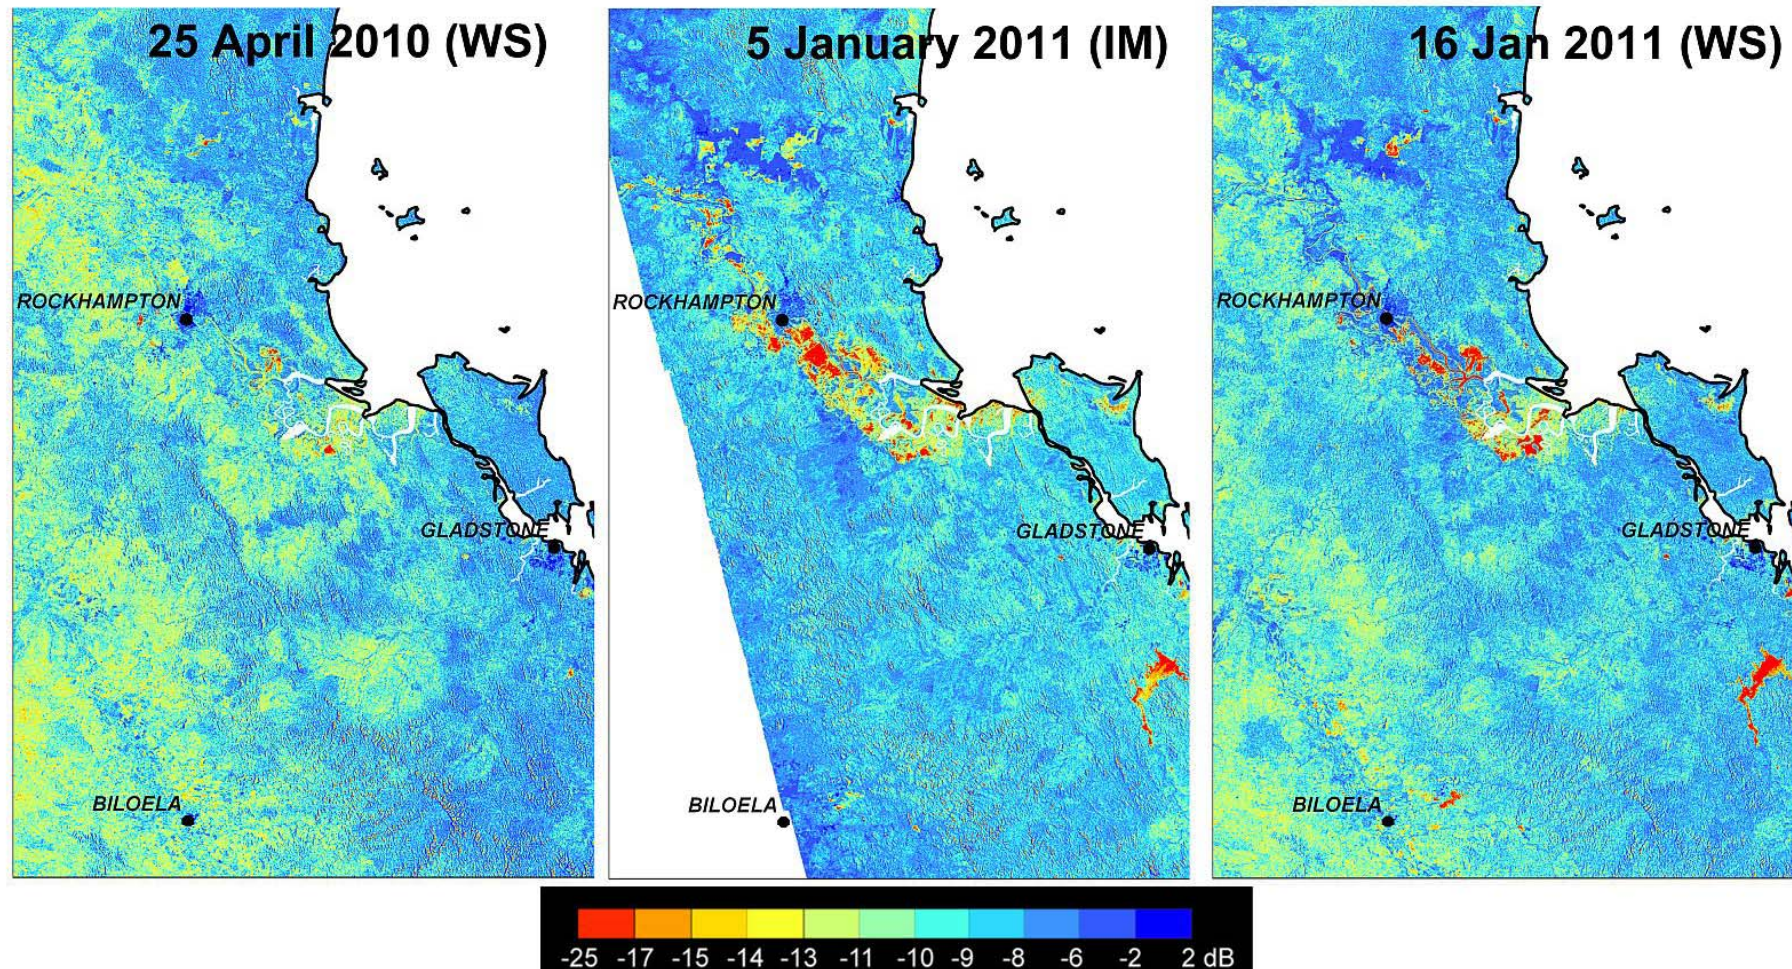 25 April 2010 (WS)
5 January 2011 (IM)
16 Jan 2011 (WS)
ROCKHAMPTON
ROCKHAMPTON
ROCKHAMPTON
GLADSTONE
GLADSTONE
GLADSTONE
BILOELA
BILOELA
BILOELA
-25 -17 -15 -14 -13 -11 -10 -9 -8 -6 -2 2 dB